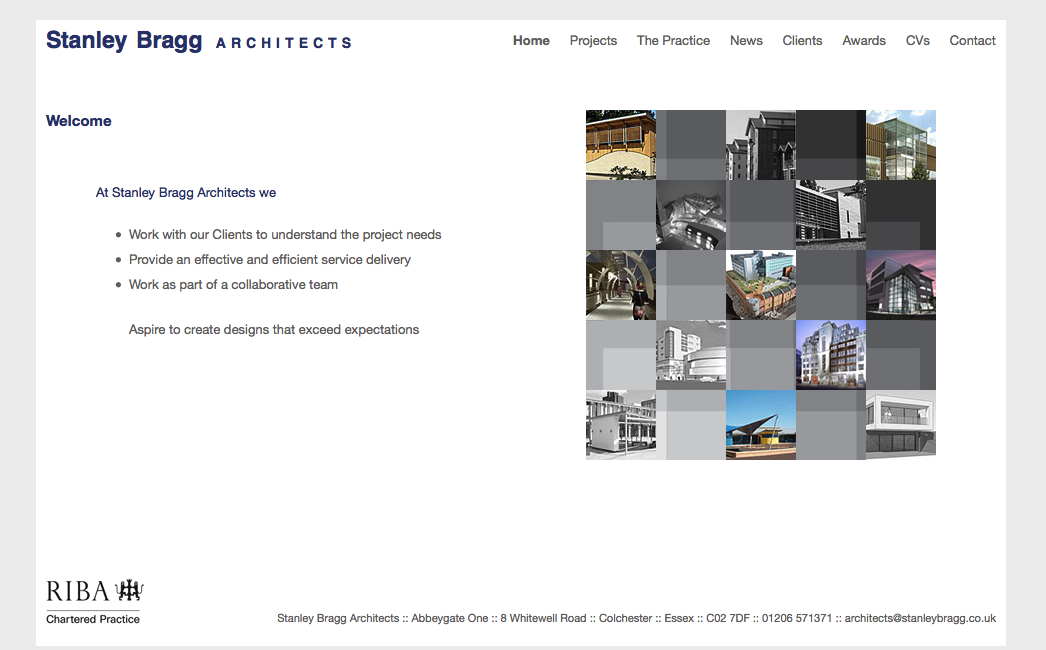 Stanley Bragg ARCHITECTS
Home Projects The Practice News Clients Awards CVs Contact
Welcome
At Stanley Bragg Architects we
• Work with our Clients to understand the project needs
• Provide an effective and efficient service delivery
• Work as part of a collaborative team
Aspire to create designs that exceed expectations
RIBA
Chartered Practice
Stanley Bragg Architects :: Abbeygate One :: 8 Whitewell Road :: Colchester :: Essex :: C02 7DF :: 01206 571371 :: architects@stanleybragg.co.uk